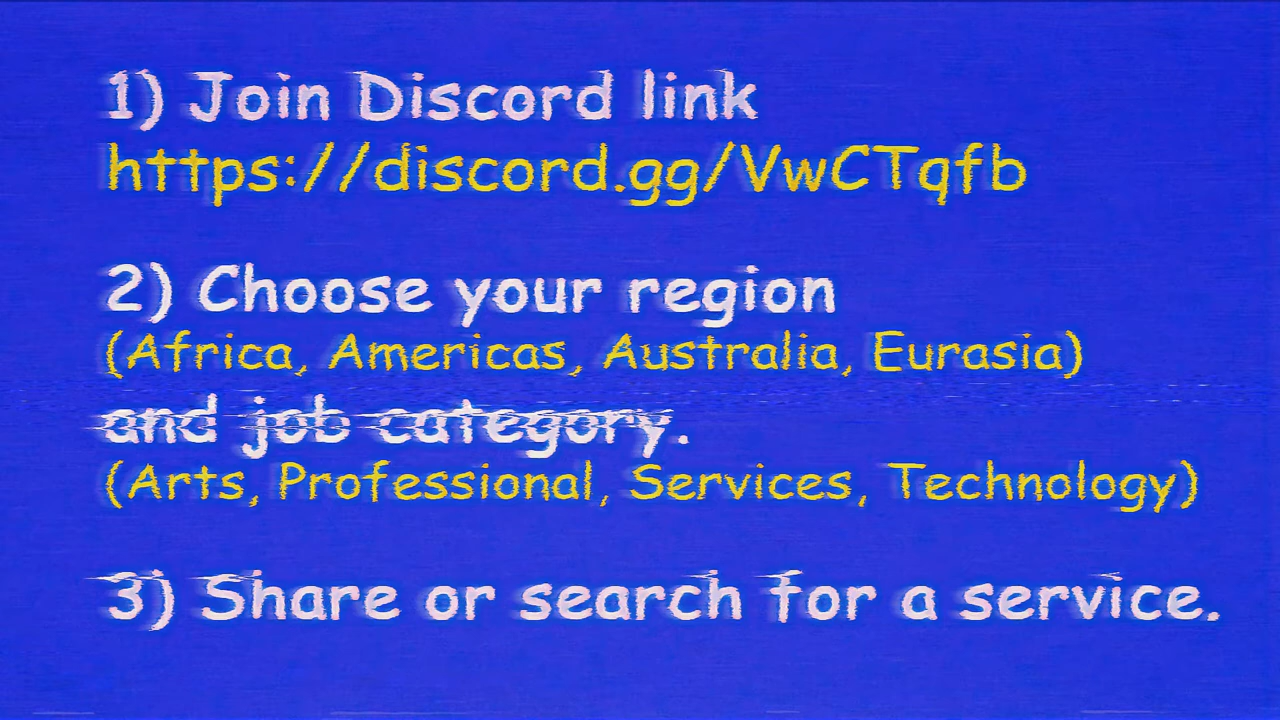 1) Join Discord link
https://discord.gg/VwCTqfb
2) Choose your region
(Africa, Americas, Australia, Eurasia)
and job category.
(Arts, Professional, Services, Technology)
3) Share or search for a service.